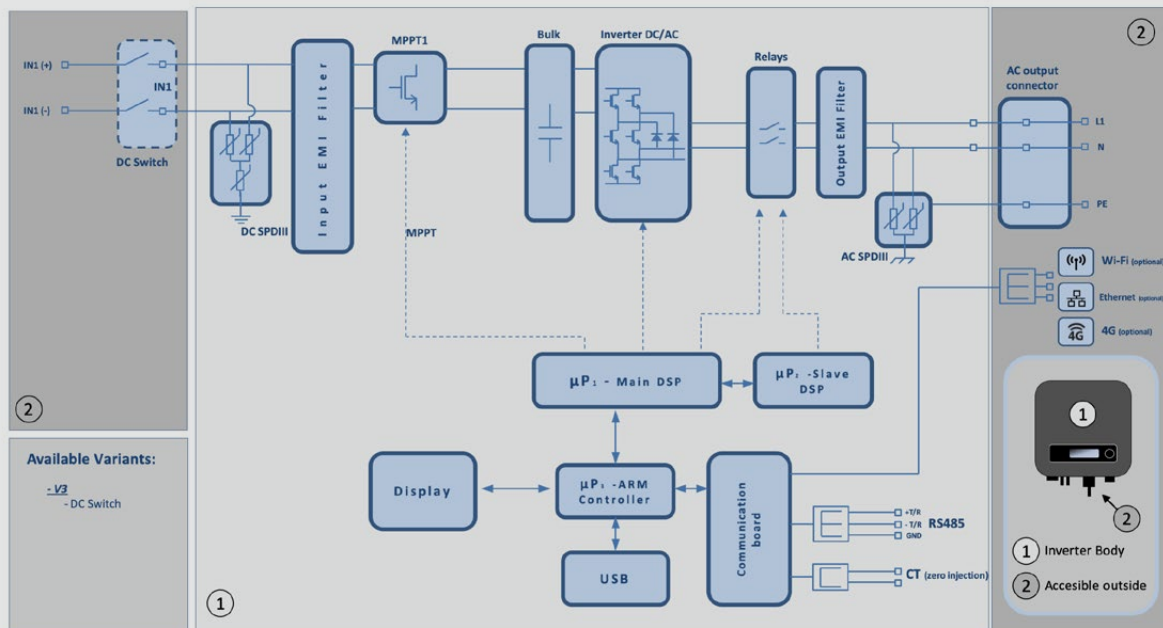 2
IN1 (+)
IN1 (-)
IN1
DC Switch
DC SPDIII
Input EMI Filter
MPPT1
MPPT
Bulk
Inverter DC/AC
Relays
Output EMI Filter
AC SPDIII
2
AC output
connector
L1
N
PE
Wi-Fi (optional)
Ethernet (optional)
4G
4G (optional)
µP₁ - Main DSP
µP₂ -Slave
DSP
Display
µP₃ -ARM
Controller
USB
Communication
board
+T/R
- T/R
GND
RS485
CT (zero injection)
1
Available Variants:
- V3
- DC Switch
1
2
1 Inverter Body
2 Accesible outside